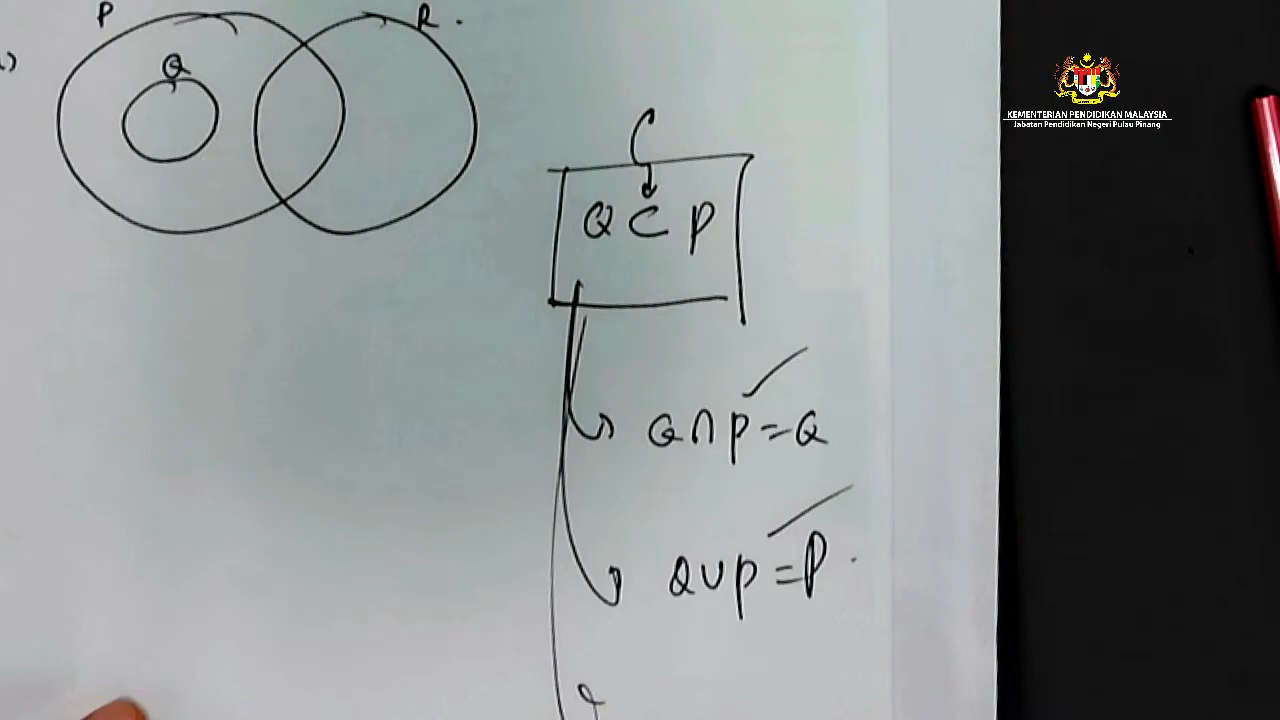 P
R.
Q
Q ⊂ P
Q∩P=Q
Q∪P=P.
KEMENTERIAN PENDIDIKAN MALAYSIA
Jabatan Pendidikan Negeri Pulau Pinang